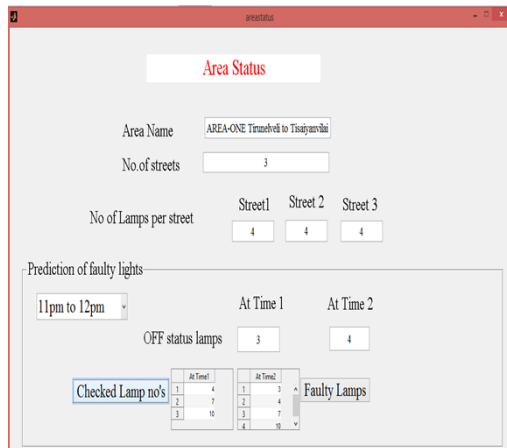 areastatus
Area Status
Area Name AREA-ONE Tirunelveli to Tisaiyanvilai
No.of streets 3
Street1 Street 2 Street 3
No of Lamps per street 4 4 4
Prediction of faulty lights
11pm to 12pm At Time 1 At Time 2
OFF status lamps 3 4
Checked Lamp no's Faulty Lamps
At Time1
1 4
2 7
3 10
At Time2
1 3
2 4
3 7
4 10